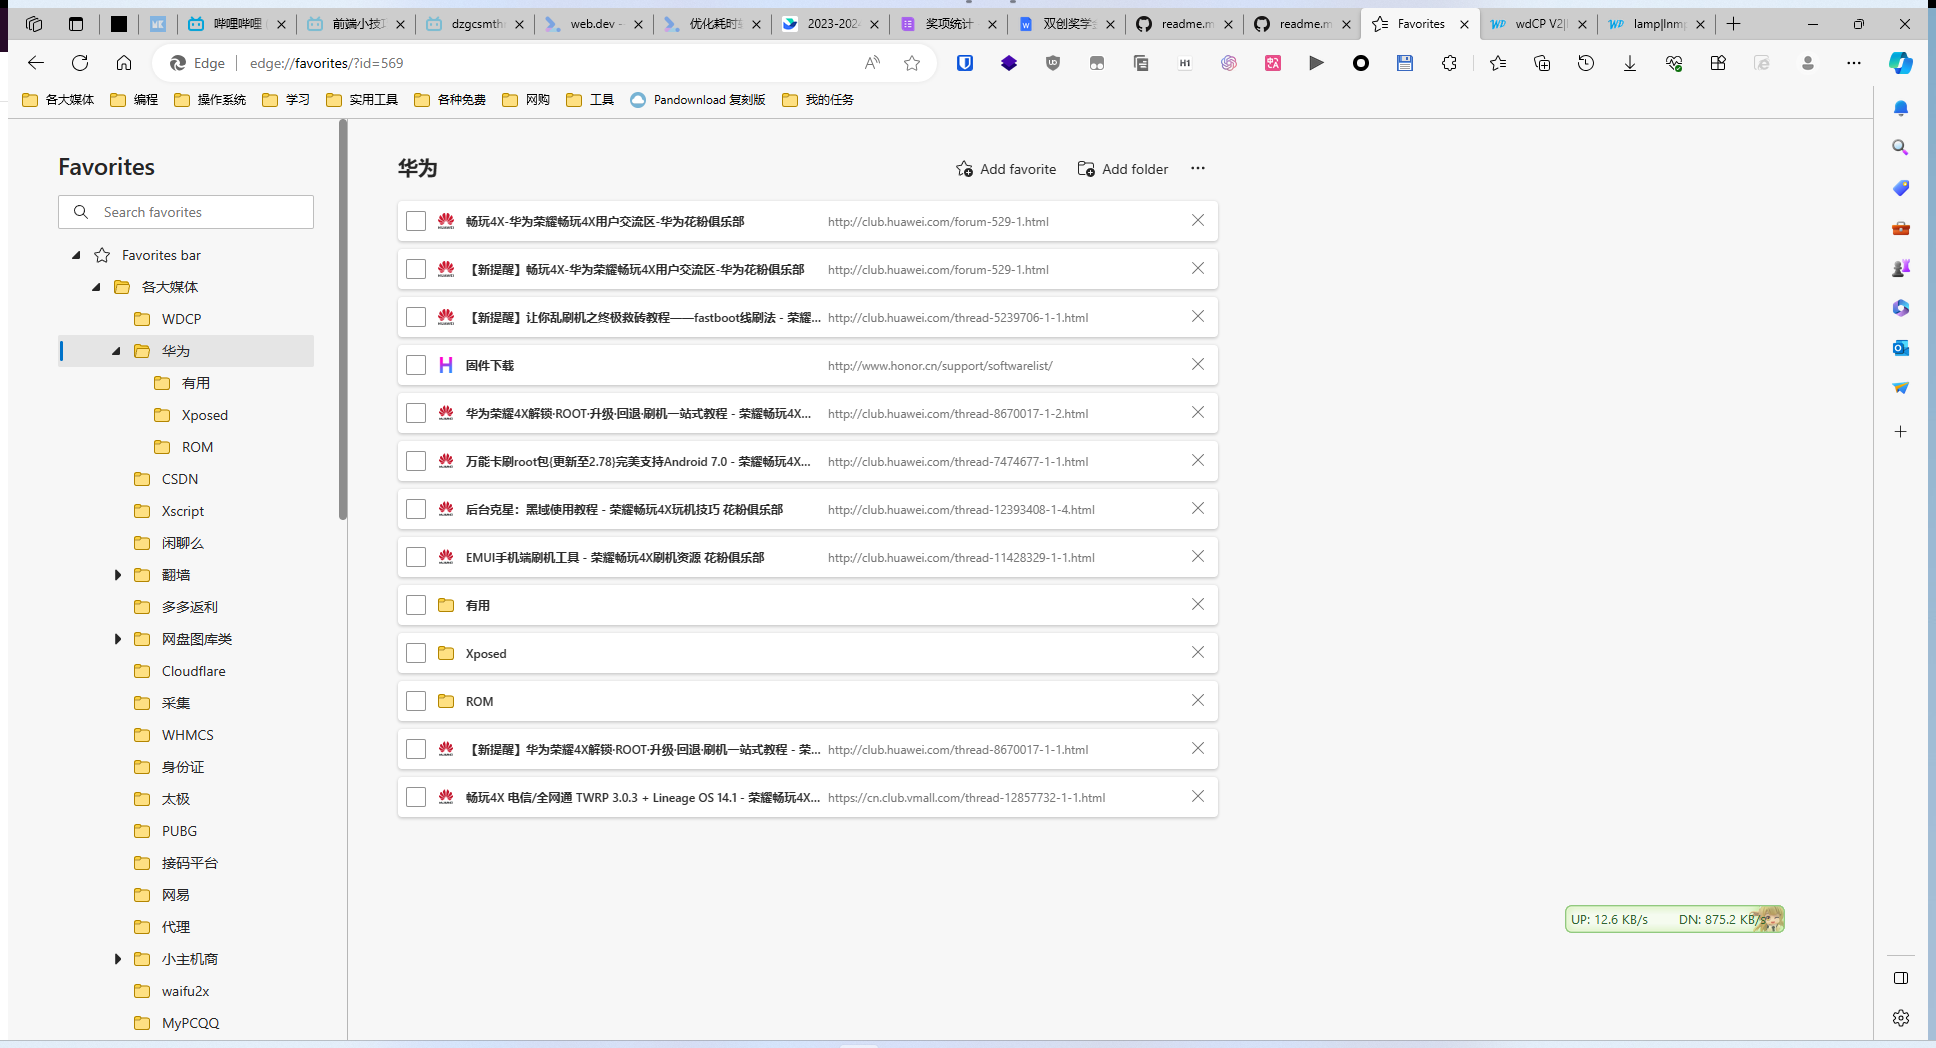 哔哩哔哩
前端小技巧
dzgcsmthr
web.dev
优化耗时
2023-202
奖项统计
双创奖学金
readme.m
readme.m
Favorites
wdCP V2|
lamp|lnmp
Edge
edge://favorites/?id=569
各大媒体
编程
操作系统
学习
实用工具
各种免费
网购
工具
Pandownload 复刻版
我的任务
Favorites
Search favorites
Favorites bar
各大媒体
WDCP
华为
有用
Xposed
ROM
CSDN
Xscript
闲聊么
翻墙
多多返利
网盘图库类
Cloudflare
采集
WHMCS
身份证
太极
PUBG
接码平台
网易
代理
小主机商
waifu2x
MyPCQQ
华为
Add favorite
Add folder
畅玩4X-华为荣耀畅玩4X用户交流区-华为花粉俱乐部 http://club.huawei.com/forum-529-1.html
【新提醒】畅玩4X-华为荣耀畅玩4X用户交流区-华为花粉俱乐部 http://club.huawei.com/forum-529-1.html
【新提醒】让你乱刷机之终极救砖教程——fastboot线刷法 - 荣耀... http://club.huawei.com/thread-5239706-1-1.html
固件下载 http://www.honor.cn/support/softwarelist/
华为荣耀4X解锁·ROOT·升级·回退·刷机一站式教程 - 荣耀畅玩4X... http://club.huawei.com/thread-8670017-1-2.html
万能卡刷root包{更新至2.78}完美支持Android 7.0 - 荣耀畅玩4X... http://club.huawei.com/thread-7474677-1-1.html
后台克星：黑域使用教程 - 荣耀畅玩4X玩机技巧 花粉俱乐部 http://club.huawei.com/thread-12393408-1-4.html
EMUI手机端刷机工具 - 荣耀畅玩4X刷机资源 花粉俱乐部 http://club.huawei.com/thread-11428329-1-1.html
有用
Xposed
ROM
【新提醒】华为荣耀4X解锁·ROOT·升级·回退·刷机一站式教程 - 荣... http://club.huawei.com/thread-8670017-1-1.html
畅玩4X 电信/全网通 TWRP 3.0.3 + Lineage OS 14.1 - 荣耀畅玩4X... https://cn.club.vmall.com/thread-12857732-1-1.html
UP: 12.6 KB/s DN: 875.2 KB/s